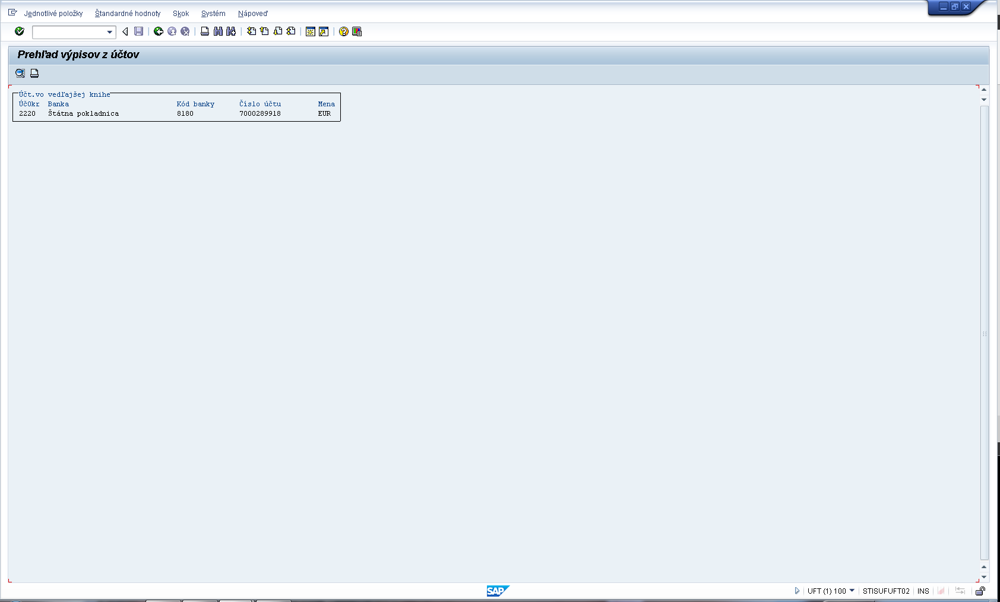 Jednotlivé položky Štandardné hodnoty Skok Systém Nápoveď
Prehľad výpisov z účtov
Účt.vo vedľajšej knihe
ÚčOkr Banka Kód banky Číslo účtu Mena
2220 Štátna pokladnica 8180 7000289918 EUR
SAP
UFT (1) 100 STISUFUFT02 INS